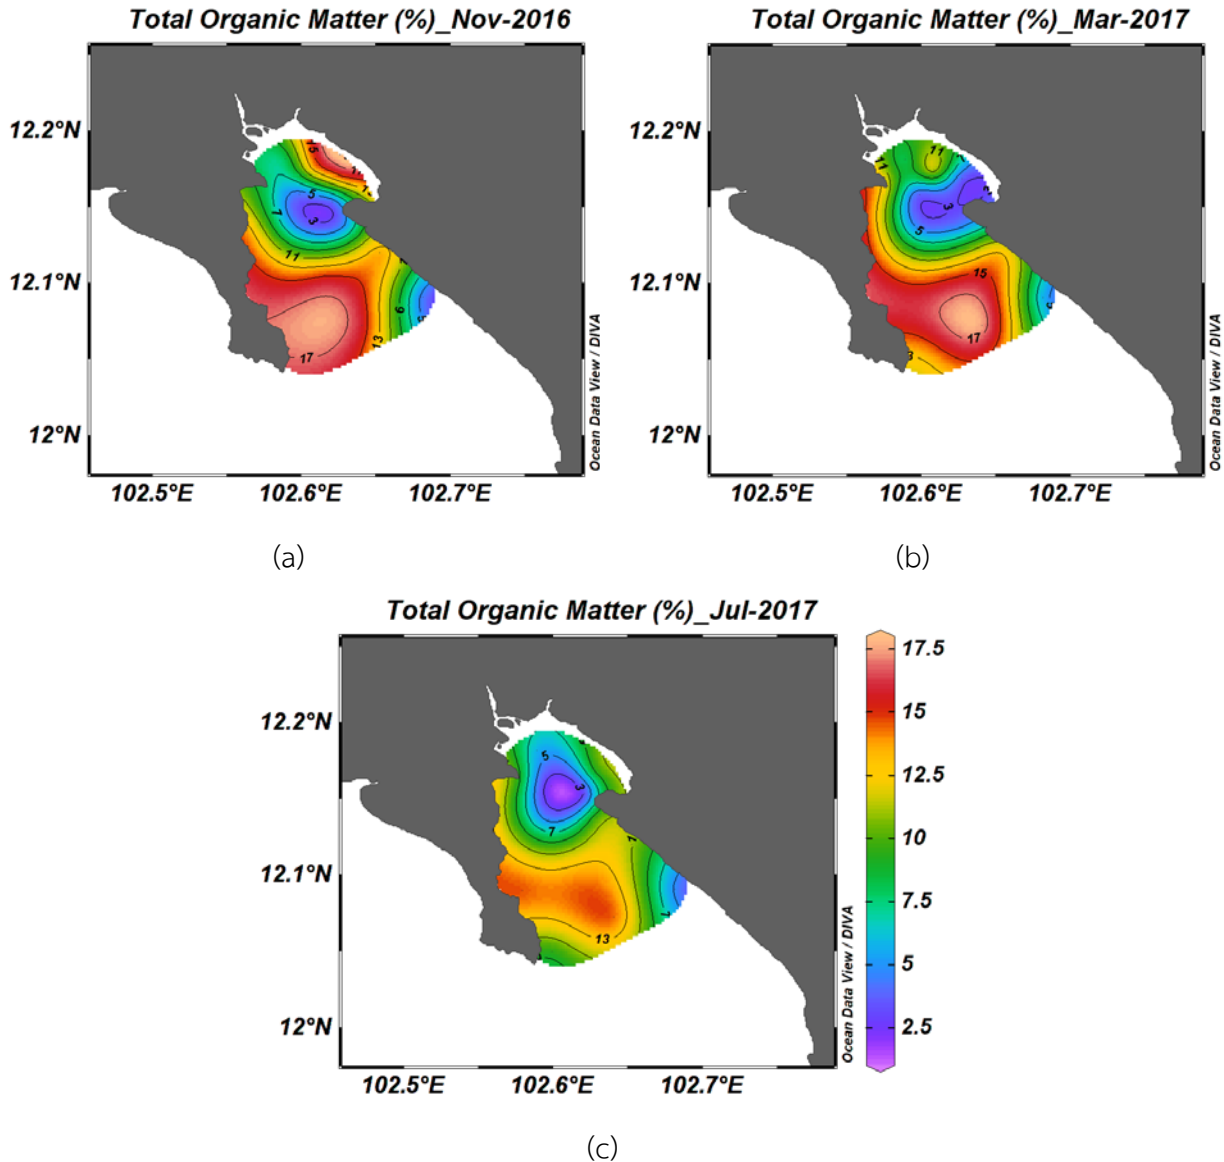 Total Organic Matter (%)_Nov-2016
12.2°N
12.1°N
12°N
102.5°E 102.6°E 102.7°E
15
5
7
3
11
9
13
17
Ocean Data View / DIVA
(a)
Total Organic Matter (%)_Mar-2017
12.2°N
12.1°N
12°N
102.5°E 102.6°E 102.7°E
11
11
3
5
15
17
Ocean Data View / DIVA
(b)
Total Organic Matter (%)_Jul-2017
12.2°N
12.1°N
12°N
102.5°E 102.6°E 102.7°E
5
3
7
7
13
Ocean Data View / DIVA
17.5
15
12.5
10
7.5
5
2.5
(c)